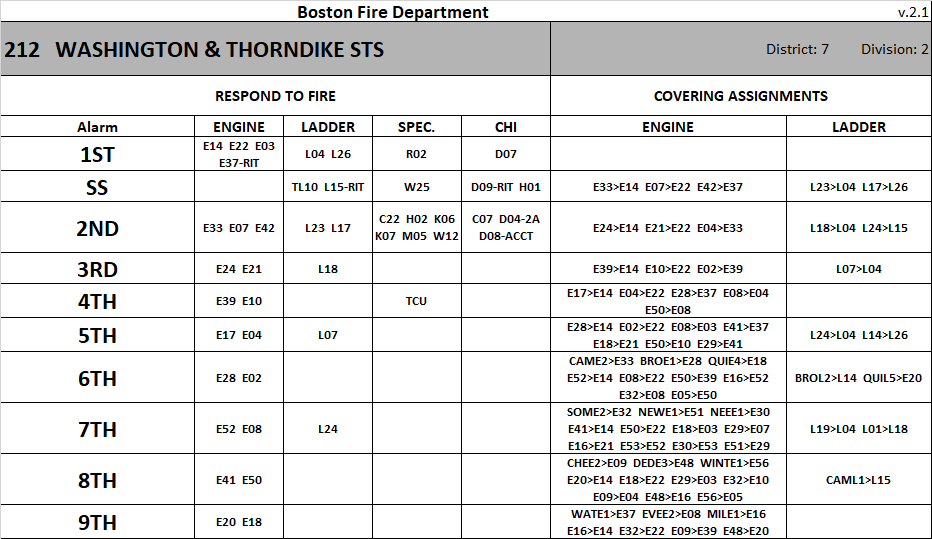 Boston Fire Department v.2.1
212 WASHINGTON & THORNDIKE STS District: 7 Division: 2
RESPOND TO FIRE COVERING ASSIGNMENTS
Alarm ENGINE LADDER SPEC. CHI ENGINE LADDER
1ST
E14 E22 E03
E37-RIT
L04 L26
R02
D07
SS
TL10 L15-RIT
W25
D09-RIT H01
E33>E14 E07>E22 E42>E37
L23>L04 L17>L26
2ND
E33 E07 E42
L23 L17
C22 H02 K06
K07 M05 W12
C07 D04-2A
D08-ACCT
E24>E14 E21>E22 E04>E33
L18>L04 L24>L15
3RD
E24 E21
L18
E39>E14 E10>E22 E02>E39
L07>L04
4TH
E39 E10
TCU
E17>E14 E04>E22 E28>E37 E08>E04
E50>E08
5TH
E17 E04
L07
E28>E14 E02>E22 E08>E03 E41>E37
E18>E21 E50>E10 E29>E41
L24>L04 L14>L26
6TH
E28 E02
CAME2>E33 BROE1>E28 QUIE4>E18
E52>E14 E08>E22 E50>E39 E16>E52
E32>E08 E05>E50
BROL2>L14 QUIL5>E20
7TH
E52 E08
L24
SOME2>E32 NEWE1>E51 NEEE1>E30
E41>E14 E50>E22 E18>E03 E29>E07
E16>E21 E53>E52 E30>E53 E51>E29
L19>L04 L01>L18
8TH
E41 E50
CHEE2>E09 DEDE3>E48 WINTE1>E56
E20>E14 E18>E22 E29>E03 E32>E10
E09>E04 E48>E16 E56>E05
CAML1>L15
9TH
E20 E18
WATE1>E37 EVEE2>E08 MILE1>E16
E16>E14 E32>E22 E09>E39 E48>E20